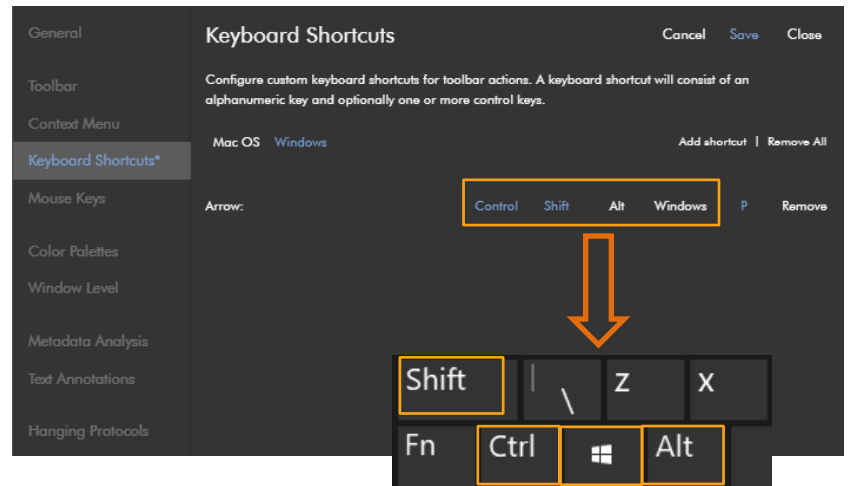 General
Toolbar
Context Menu
Keyboard Shortcuts*
Mouse Keys
Color Palettes
Window Level
Metadata Analysis
Text Annotations
Hanging Protocols
Keyboard Shortcuts
Cancel Save Close
Configure custom keyboard shortcuts for toolbar actions. A keyboard shortcut will consist of an
alphanumeric key and optionally one or more control keys.
Mac OS Windows
Add shortcut | Remove All
Arrow: Control Shift Alt Windows P Remove
Shift | \ z x
Fn Ctrl Alt